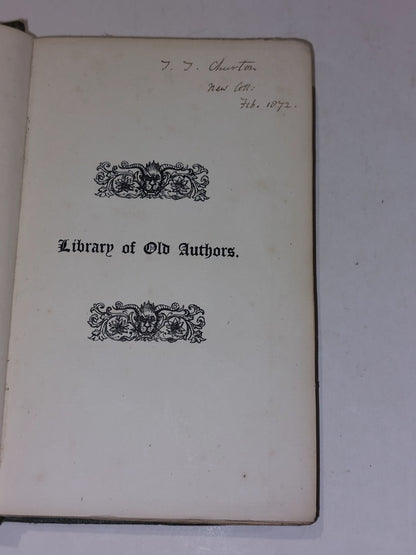 T. T. Churton
New Coll:
Feb. 1872.
Library of Old Authors.